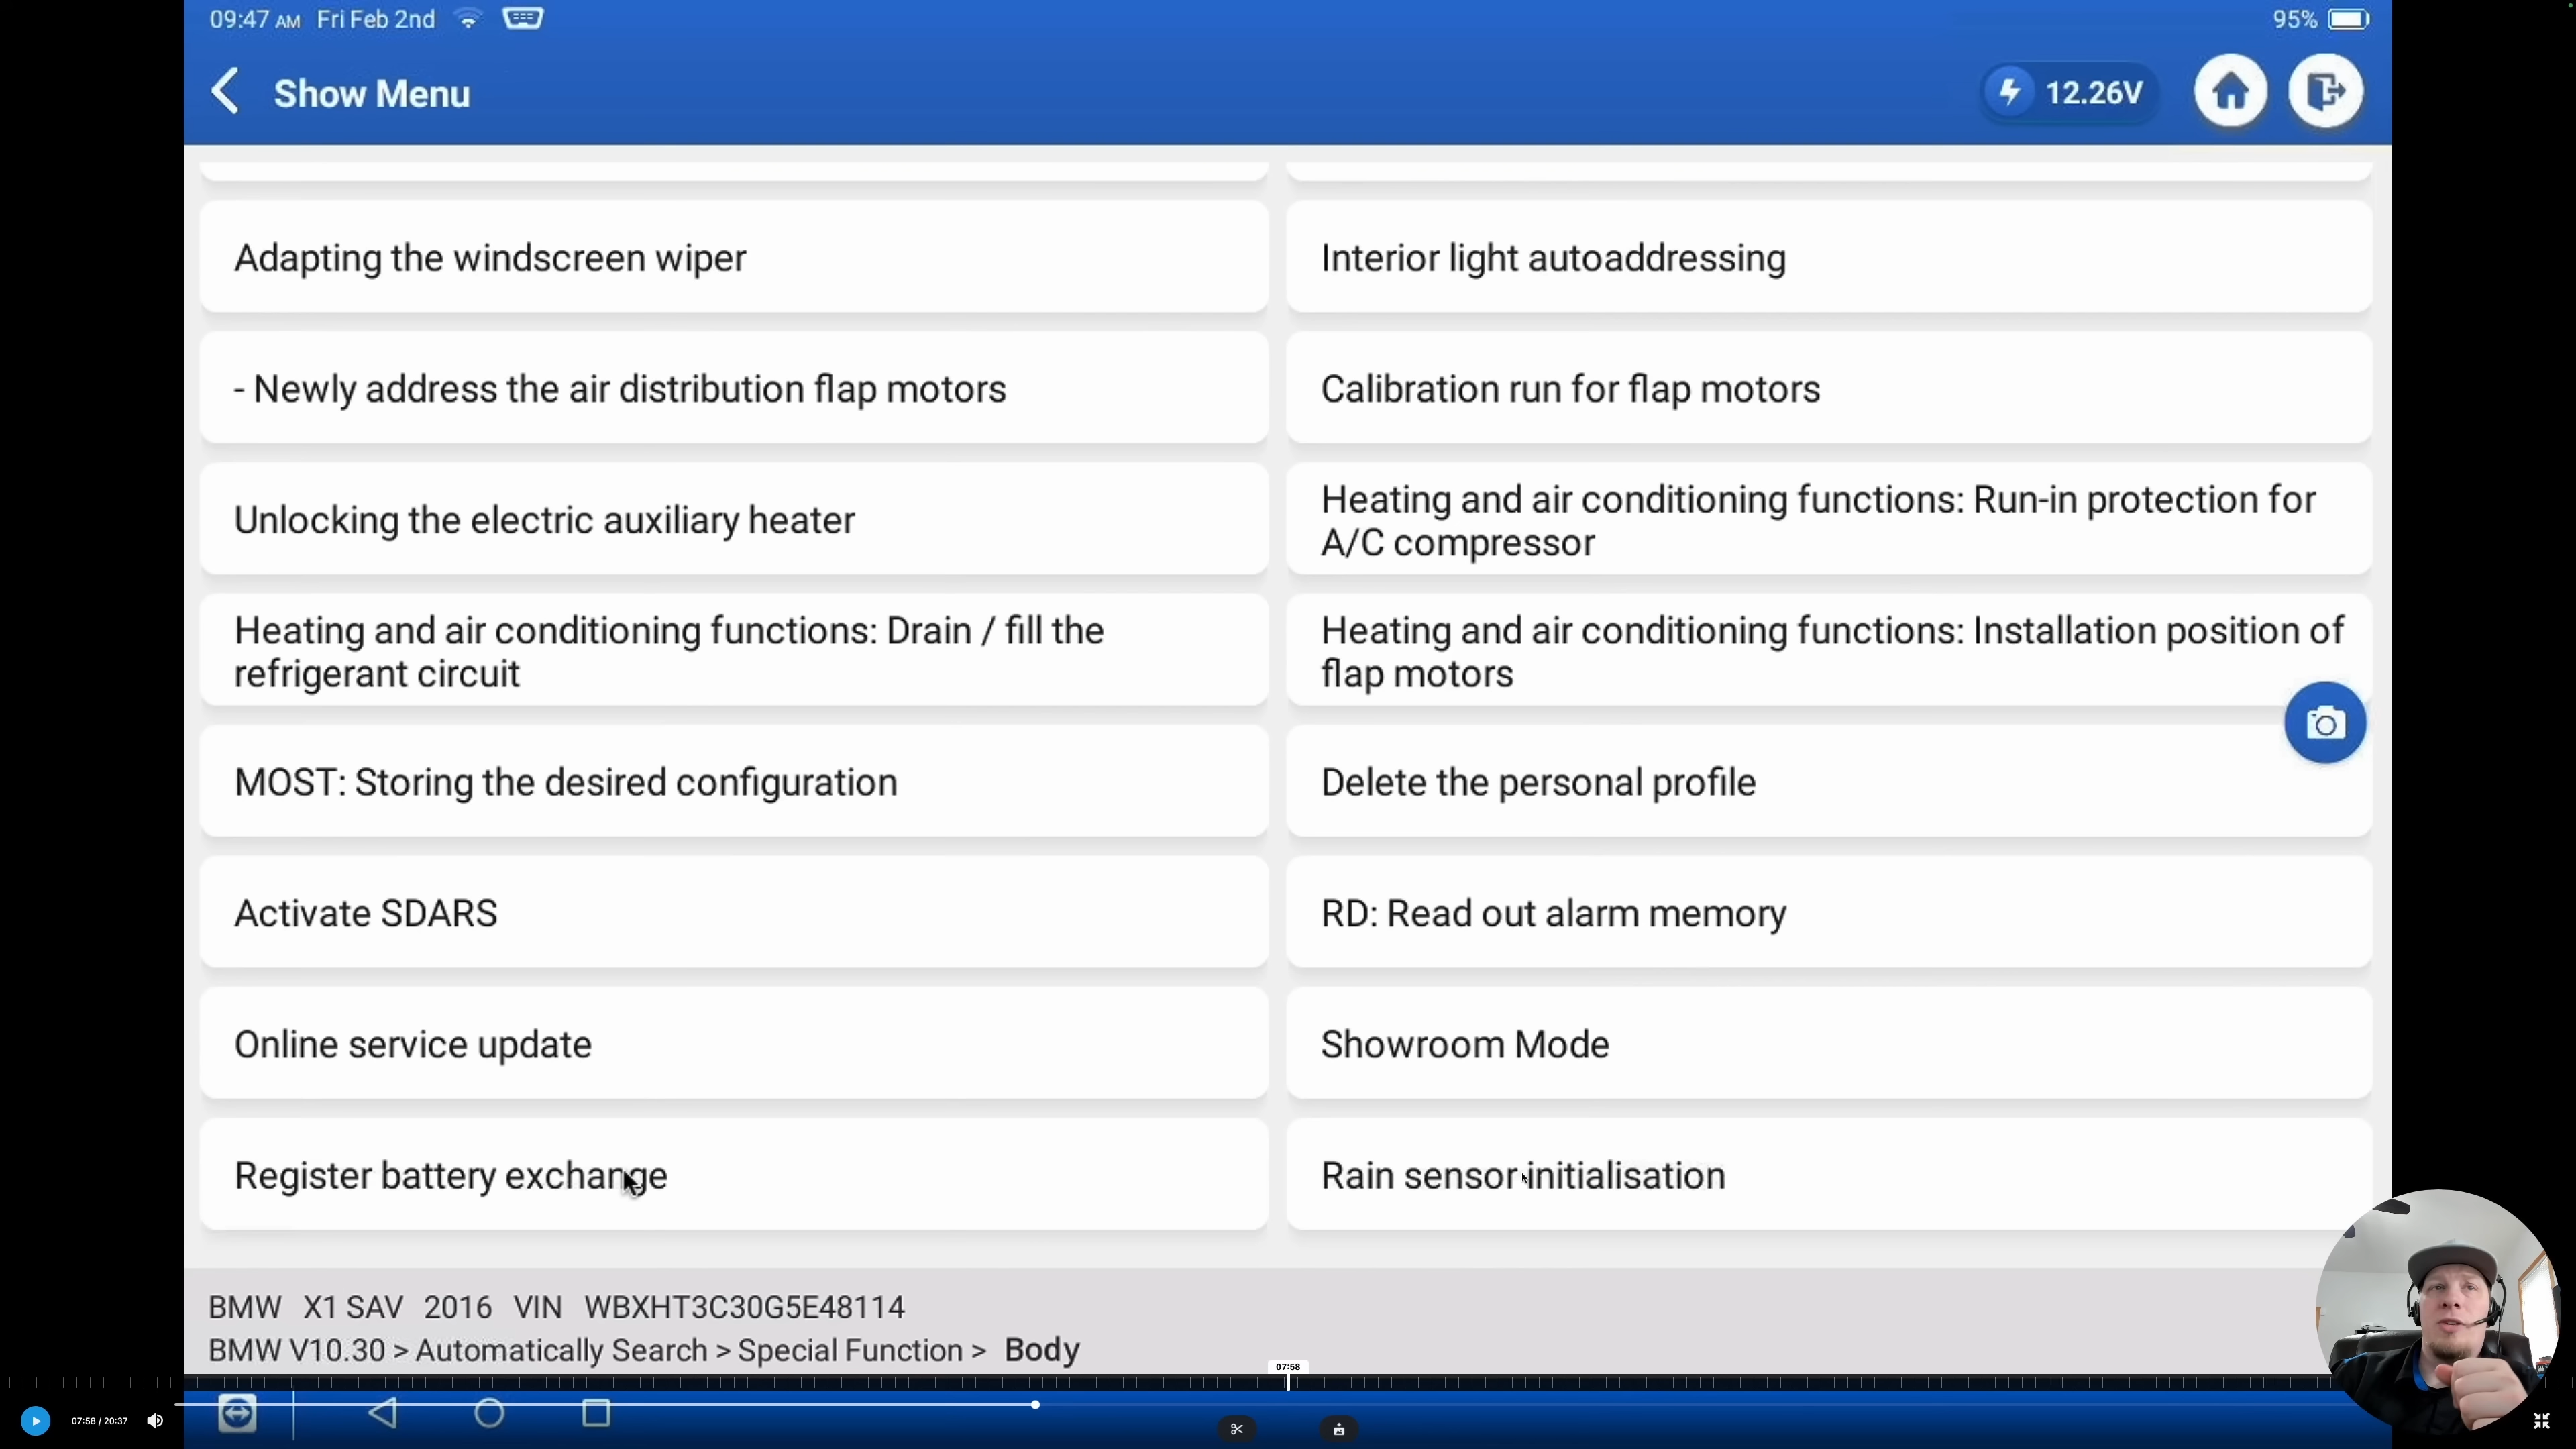 09:47 AM Fri Feb 2nd
95%
Show Menu
12.26V
Adapting the windscreen wiper
Interior light autoaddressing
- Newly address the air distribution flap motors
Calibration run for flap motors
Unlocking the electric auxiliary heater
Heating and air conditioning functions: Run-in protection for
A/C compressor
Heating and air conditioning functions: Drain / fill the
refrigerant circuit
Heating and air conditioning functions: Installation position of
flap motors
MOST: Storing the desired configuration
Delete the personal profile
Activate SDARS
RD: Read out alarm memory
Online service update
Showroom Mode
Register battery exchange
Rain sensor initialisation
BMW X1 SAV 2016 VIN WBXHT3C30G5E48114
BMW V10.30 > Automatically Search > Special Function > Body
07:58
07:58 / 20:37